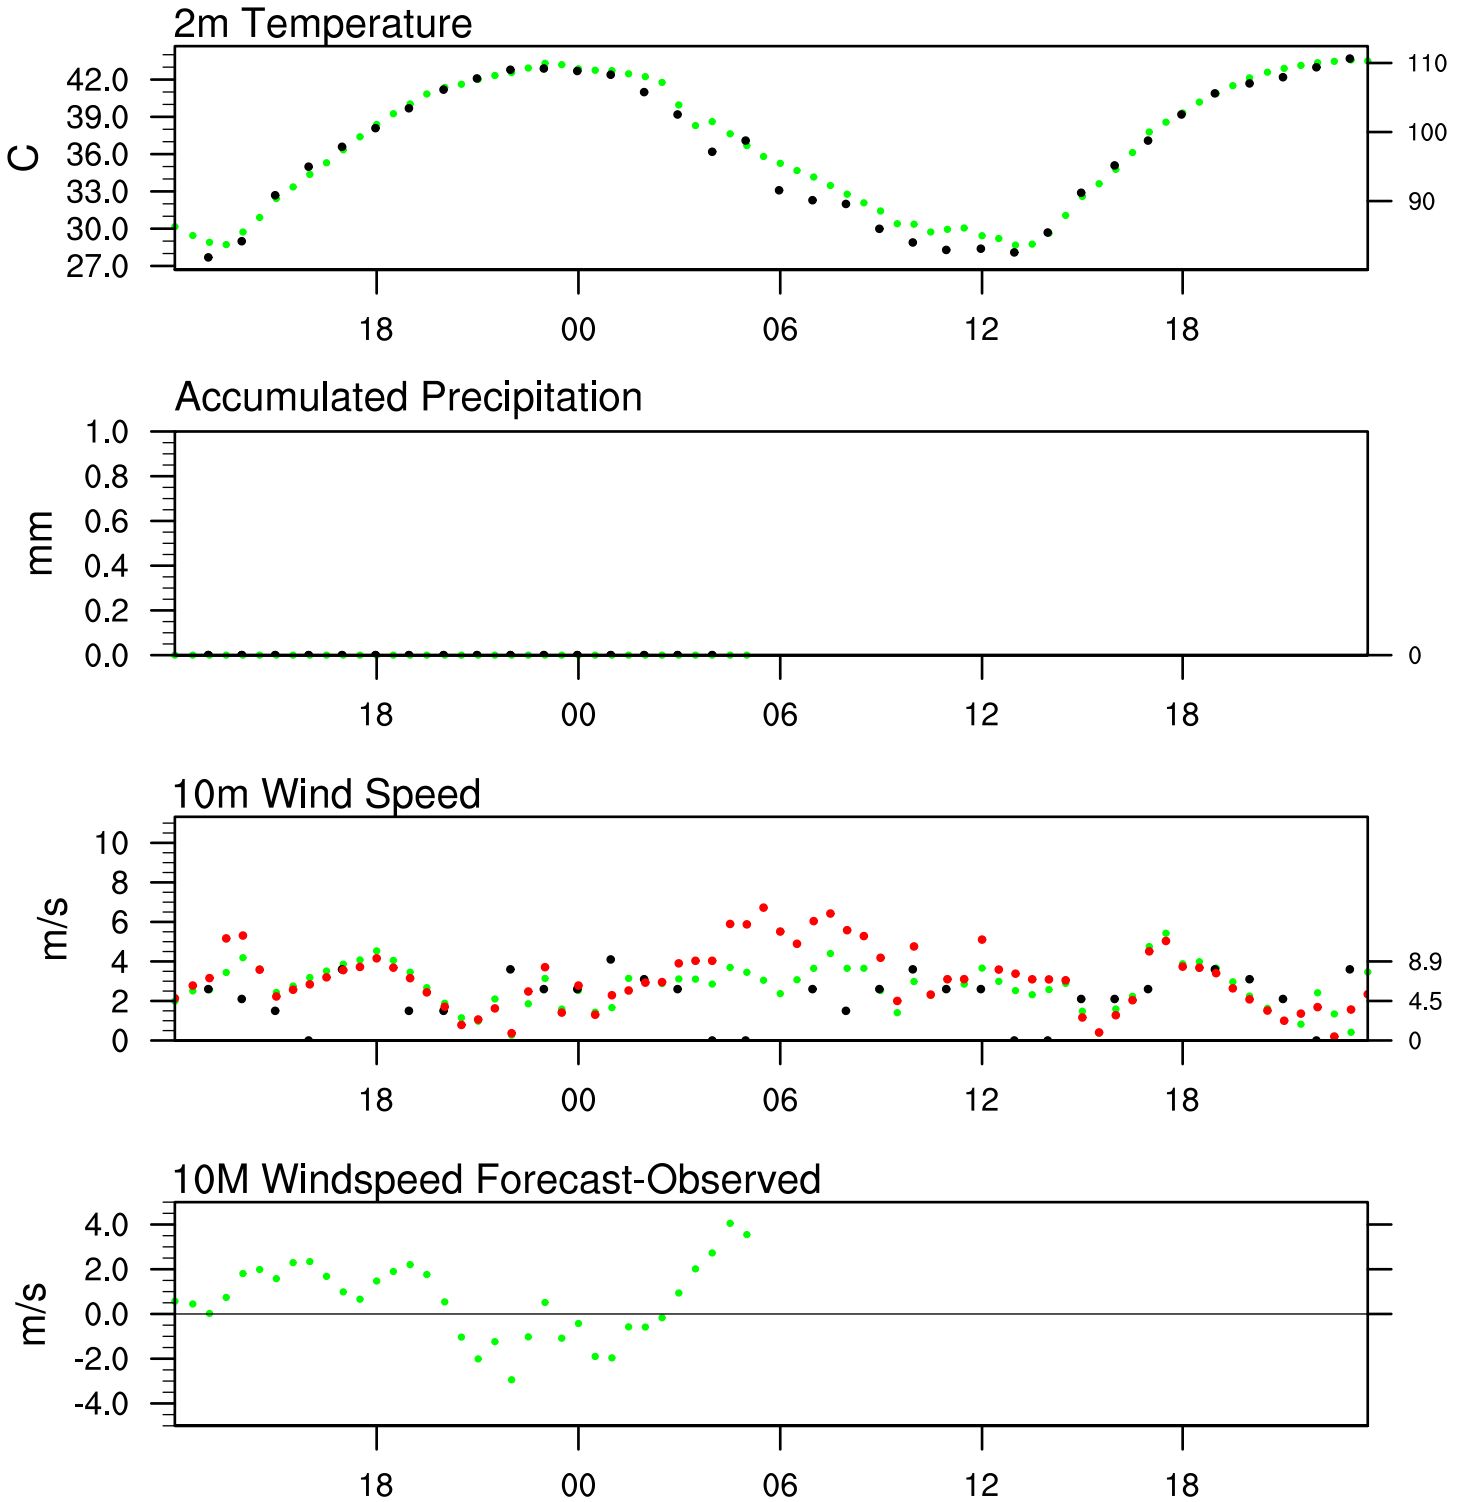 2m Temperature
42.0
39.0
36.0
33.0
30.0
27.0
C
110
100
90
18 00 06 12 18
Accumulated Precipitation
1.0
0.8
0.6
0.4
0.2
0.0
mm
0
18 00 06 12 18
10m Wind Speed
10
8
6
4
2
0
m/s
8.9
4.5
0
18 00 06 12 18
10M Windspeed Forecast-Observed
4.0
2.0
0.0
-2.0
-4.0
m/s
18 00 06 12 18